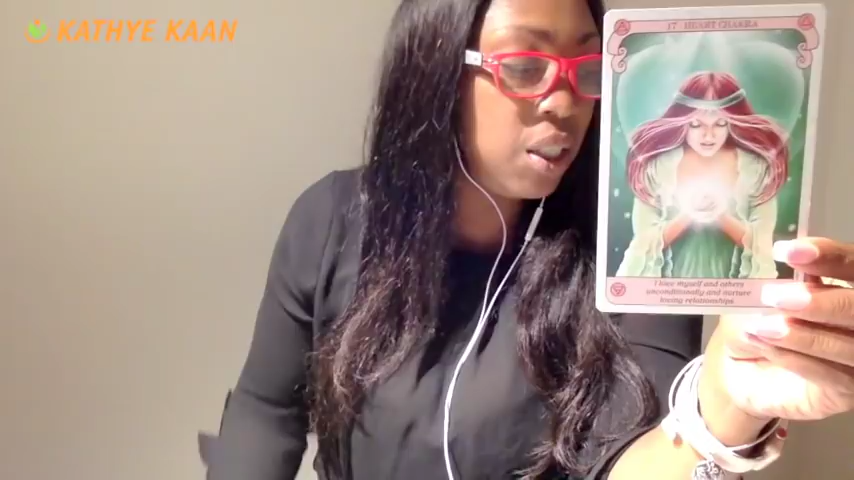 KATHYE KAAN
17 HEART CHAKRA
I love myself and others
unconditionally and nurture
loving relationships